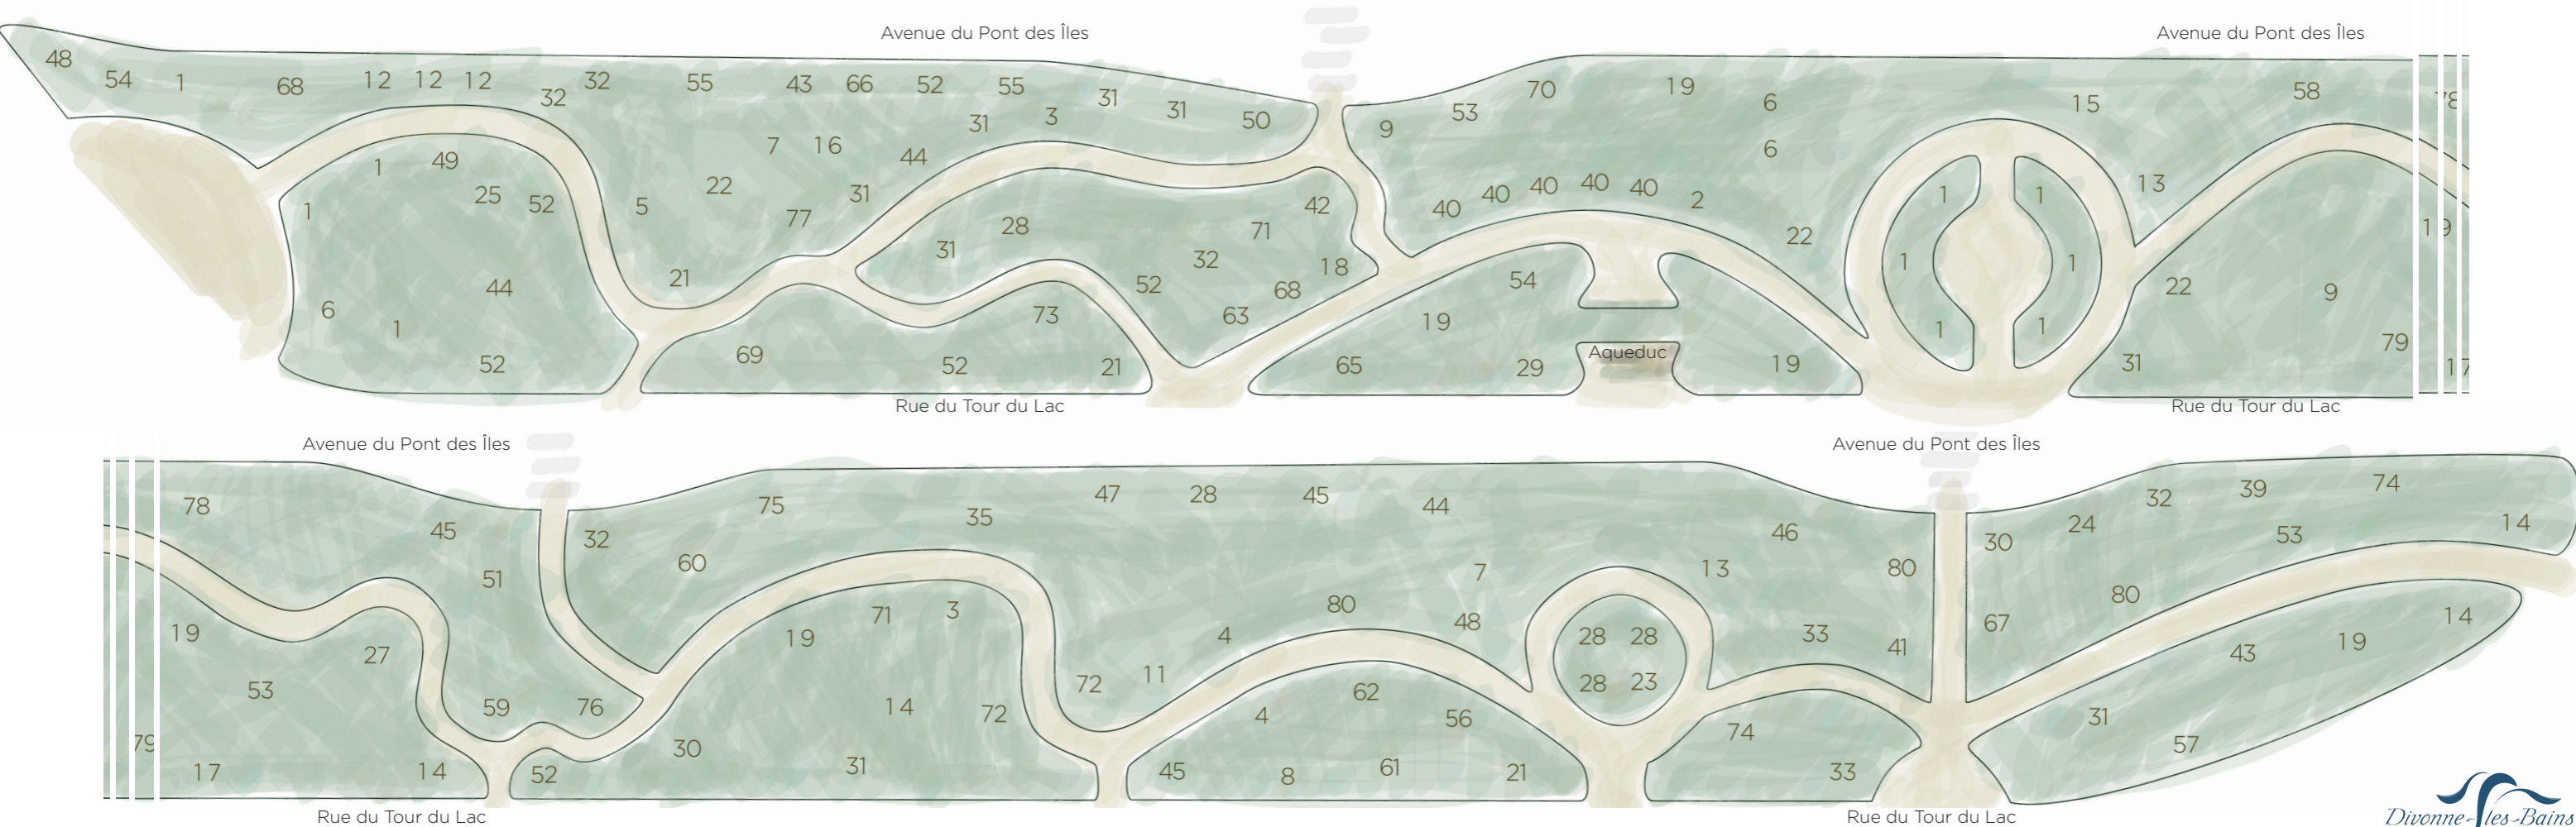 Avenue du Pont des Îles
Avenue du Pont des Îles
48 54 1 68 12 12 12 32 32 55 43 66 52 55 31 31 50
31 3 7 16 44 22 31 5 77 21
1 49 25 52 1 44 6 1 52
28 42 71 31 32 18 52 68 63
73 69 52 21
9 53 70 19 6 15 58 78
6 40 40 40 40 40 2 22 13
1 1 1 1 1 1
54 19 65 29 19
Aqueduc
19 22 9 79 31 17
Rue du Tour du Lac
Rue du Tour du Lac
Avenue du Pont des Îles
Avenue du Pont des Îles
78 45 51 59 76
32 60 75 35 47 28 45 44 7 80 48 4 11 72
46 13 80 33 41
30 24 32 39 74 53 14 80 67
19 27 53 79 17 14
52 30 19 71 3 14 72 31
28 28
28 23
62 4 56 45 8 61 21
74 33
14 19 43 31 57
Rue du Tour du Lac
Rue du Tour du Lac
Divonne-les-Bains